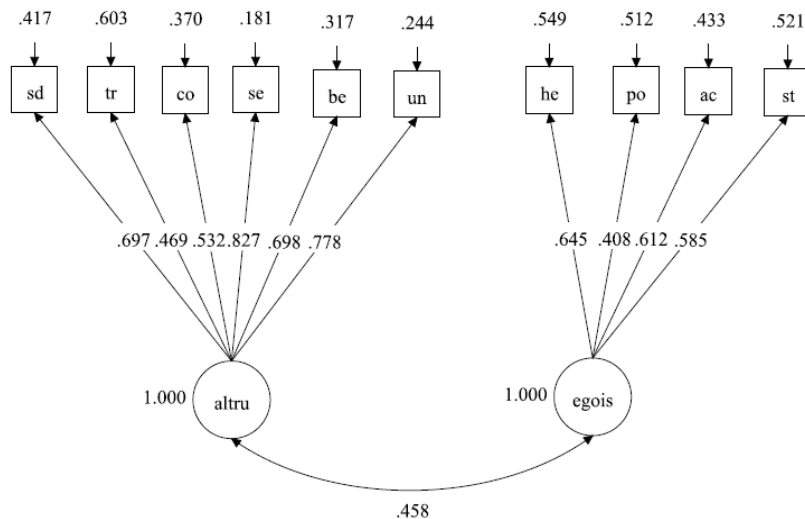 .417 .603 .370 .181 .317 .244 .549 .512 .433 .521
sd tr co se be un he po ac st
.697 .469 .532 .827 .698 .778 .645 .408 .612 .585
1.000 altru 1.000 egois
.458